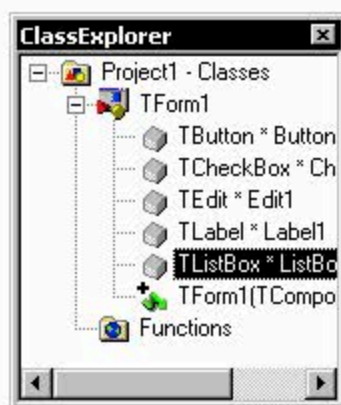 ClassExplorer
Project1 - Classes
TForm1
TButton * Button
TCheckBox * Ch
TEdit * Edit1
TLabel * Label1
TListBox * ListBo
TForm1(TCompo
Functions